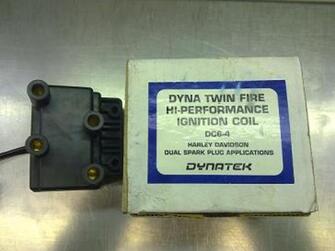 DYNA TWIN FIRE
HI-PERFORMANCE
IGNITION COIL
DC6-4
HARLEY DAVIDSON
DUAL SPARK PLUG APPLICATIONS
DYNATEK